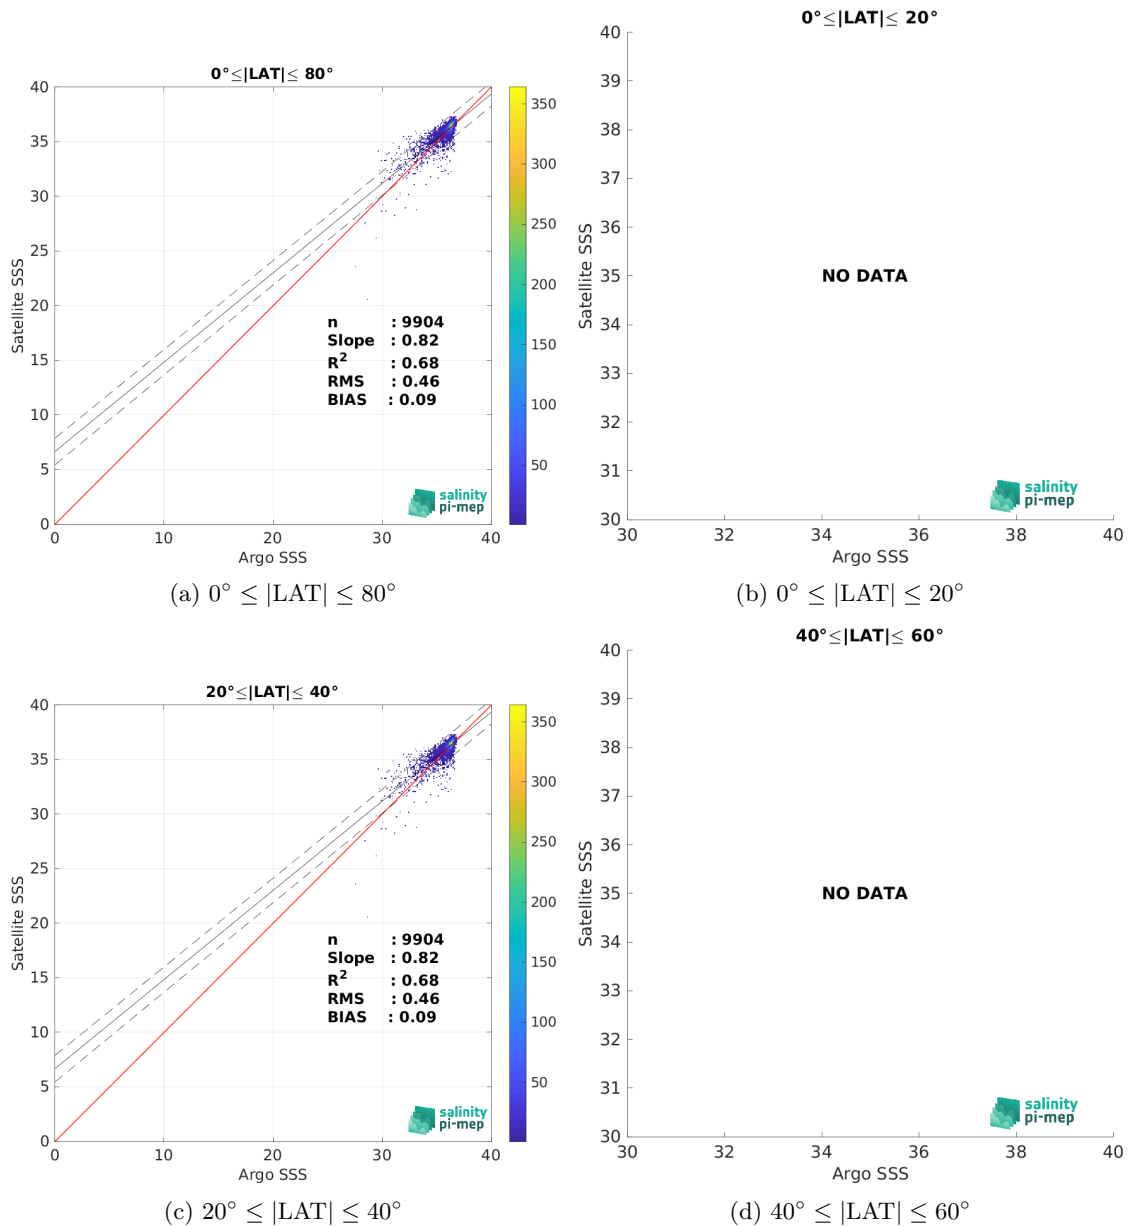 0°≤|LAT|≤ 80°
40
35
30
25
20
15
10
5
0
Satellite SSS
0 10 20 30 40
Argo SSS
350
300
250
200
150
100
50
n : 9904
Slope : 0.82
R² : 0.68
RMS : 0.46
BIAS : 0.09
salinity
pi-mep
(a) 0° ≤ |LAT| ≤ 80°
0°≤|LAT|≤ 20°
40
39
38
37
36
35
34
33
32
31
30
Satellite SSS
NO DATA
30 32 34 36 38 40
Argo SSS
salinity
pi-mep
(b) 0° ≤ |LAT| ≤ 20°
20°≤|LAT|≤ 40°
40
35
30
25
20
15
10
5
0
Satellite SSS
0 10 20 30 40
Argo SSS
350
300
250
200
150
100
50
n : 9904
Slope : 0.82
R² : 0.68
RMS : 0.46
BIAS : 0.09
salinity
pi-mep
(c) 20° ≤ |LAT| ≤ 40°
40°≤|LAT|≤ 60°
40
39
38
37
36
35
34
33
32
31
30
Satellite SSS
NO DATA
30 32 34 36 38 40
Argo SSS
salinity
pi-mep
(d) 40° ≤ |LAT| ≤ 60°